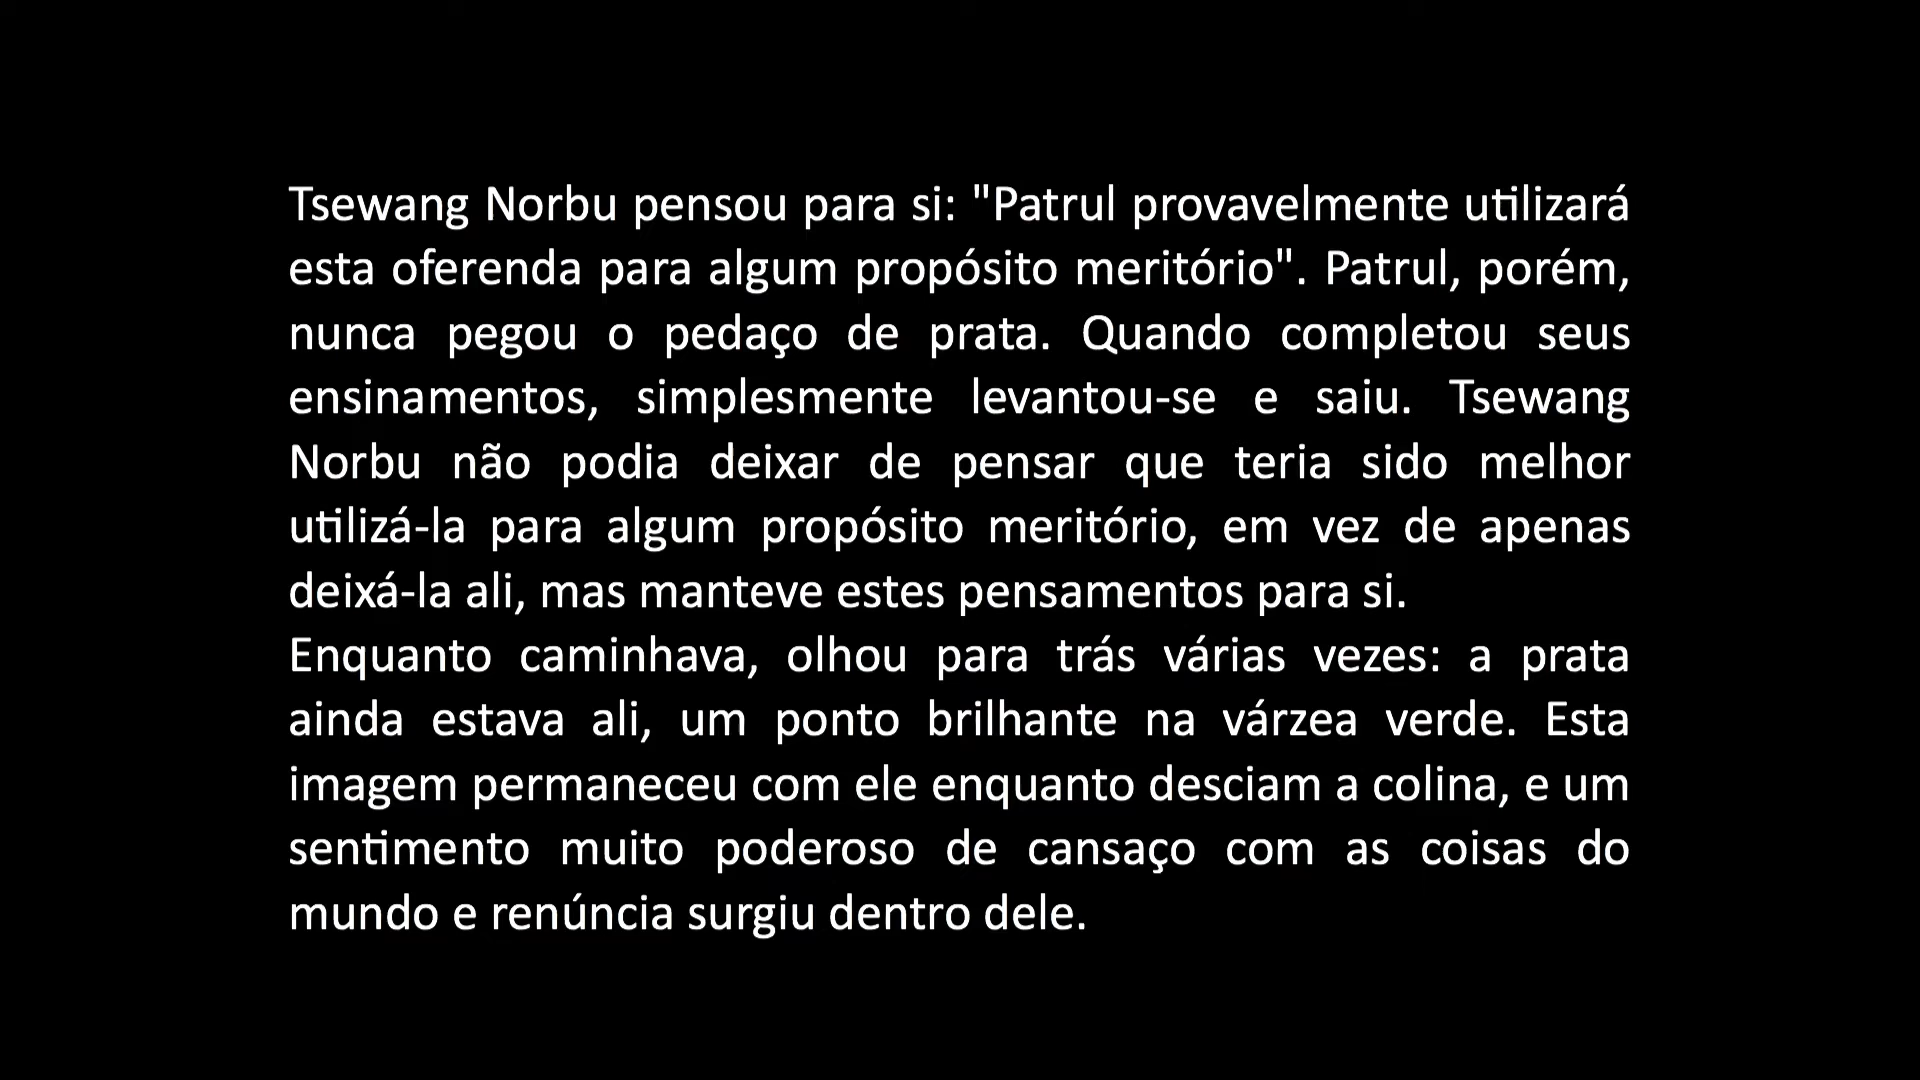 Tsewang Norbu pensou para si: "Patrul provavelmente utilizará
esta oferenda para algum propósito meritório". Patrul, porém,
nunca pegou o pedaço de prata. Quando completou seus
ensinamentos, simplesmente levantou-se e saiu. Tsewang
Norbu não podia deixar de pensar que teria sido melhor
utilizá-la para algum propósito meritório, em vez de apenas
deixá-la ali, mas manteve estes pensamentos para si.
Enquanto caminhava, olhou para trás várias vezes: a prata
ainda estava ali, um ponto brilhante na várzea verde. Esta
imagem permaneceu com ele enquanto desciam a colina, e um
sentimento muito poderoso de cansaço com as coisas do
mundo e renúncia surgiu dentro dele.